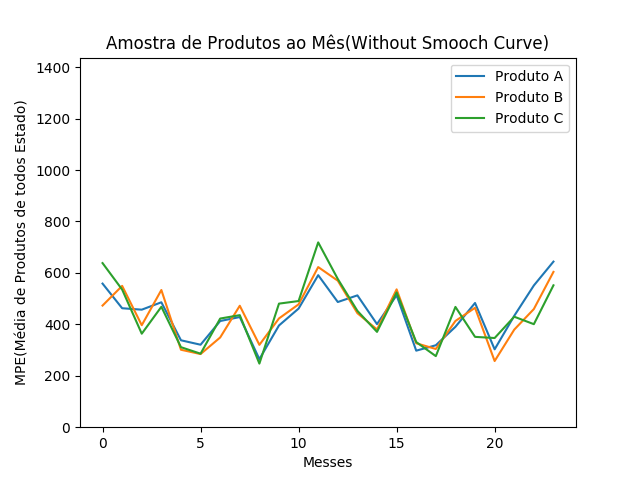 Amostra de Produtos ao Mês(Without Smooch Curve)
Produto A
Produto B
Produto C
MPE(Média de Produtos de todos Estado)
1400
1200
1000
800
600
400
200
0
0 5 10 15 20
Messes